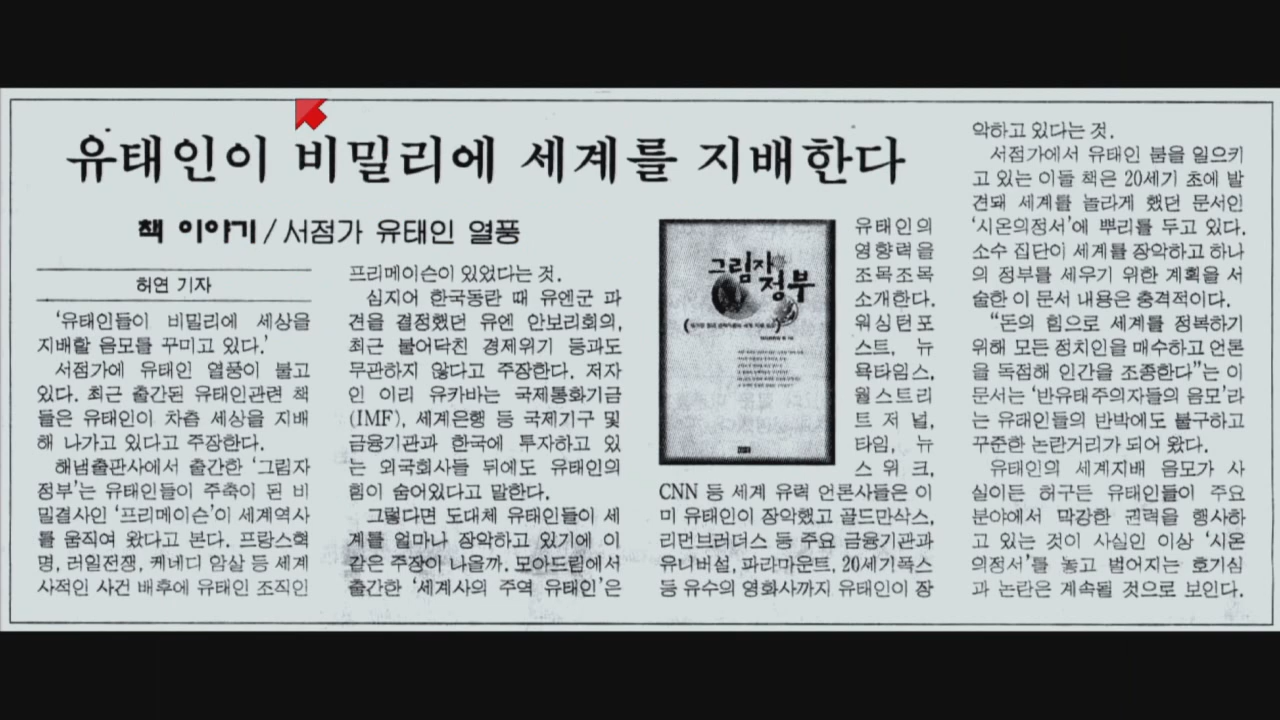 유태인이 비밀리에 세계를 지배한다
책 이야기/서점가 유태인 열풍
허연 기자
'유태인들이 비밀리에 세상을
지배할 음모를 꾸미고 있다.'
서점가에 유태인 열풍이 불고
있다. 최근 출간된 유태인관련 책
들은 유태인이 차츰 세상을 지배
해 나가고 있다고 주장한다.
해냄출판사에서 출간한 '그림자
정부'는 유태인들이 주축이 된 비
밀결사인 '프리메이슨'이 세계역사
를 움직여 왔다고 본다. 프랑스혁
명, 러일전쟁, 케네디 암살 등 세계
사적인 사건 배후에 유태인 조직인
프리메이슨이 있었다는 것.
심지어 한국동란 때 유엔군 파
견을 결정했던 유엔 안보리회의,
최근 불어닥친 경제위기 등과도
무관하지 않다고 주장한다. 저자
인 이리 유카바는 국제통화기금
(IMF), 세계은행 등 국제기구 및
금융기관과 한국에 투자하고 있
는 외국회사들 뒤에도 유태인의
힘이 숨어있다고 말한다.
그렇다면 도대체 유태인들이 세
계를 얼마나 장악하고 있기에 이
같은 주장이 나올까. 모아드림에서
출간한 '세계사의 주역 유태인'은
그림자
정부
유태인의
영향력을
조목조목
소개한다.
워싱턴포
스트, 뉴
욕타임스,
월스트리
트 저널,
타임, 뉴
스 위 크,
CNN 등 세계 유력 언론사들은 이
미 유태인이 장악했고 골드만삭스,
리먼브러더스 등 주요 금융기관과
유니버설, 파라마운트, 20세기폭스
등 유수의 영화사까지 유태인이 장
악하고 있다는 것.
서점가에서 유태인 붐을 일으키
고 있는 이들 책은 20세기 초에 발
견돼 세계를 놀라게 했던 문서인
'시온의정서'에 뿌리를 두고 있다.
소수 집단이 세계를 장악하고 하나
의 정부를 세우기 위한 계획을 서
술한 이 문서 내용은 충격적이다.
"돈의 힘으로 세계를 정복하기
위해 모든 정치인을 매수하고 언론
을 독점해 인간을 조종한다"는 이
문서는 '반유태주의자들의 음모'라
는 유태인들의 반박에도 불구하고
꾸준한 논란거리가 되어 왔다.
유태인의 세계지배 음모가 사
실이든 허구든 유태인들이 주요
분야에서 막강한 권력을 행사하
고 있는 것이 사실인 이상 '시온
의정서'를 놓고 벌어지는 호기심
과 논란은 계속될 것으로 보인다.